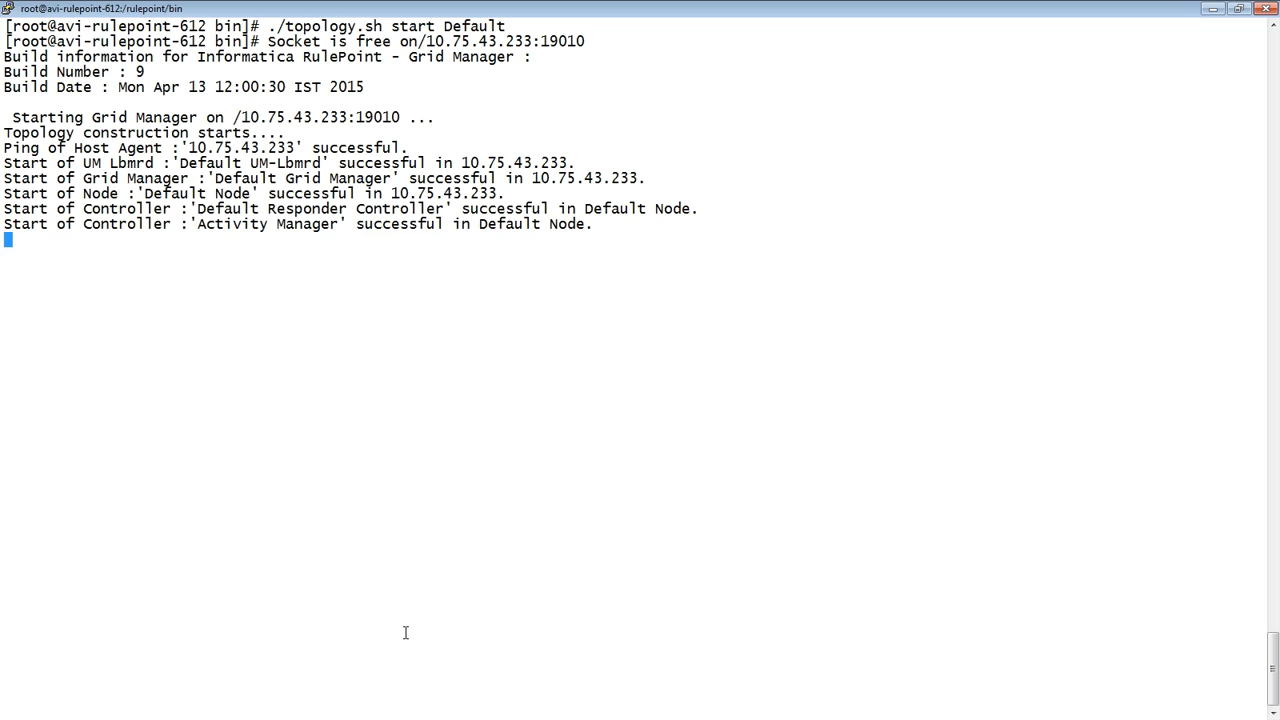 root@avi-rulepoint-612:/rulepoint/bin
[root@avi-rulepoint-612 bin]# ./topology.sh start Default
[root@avi-rulepoint-612 bin]# Socket is free on/10.75.43.233:19010
Build information for Informatica RulePoint - Grid Manager :
Build Number : 9
Build Date : Mon Apr 13 12:00:30 IST 2015
Starting Grid Manager on /10.75.43.233:19010 ...
Topology construction starts....
Ping of Host Agent :'10.75.43.233' successful.
Start of UM Lbmrd :'Default UM-Lbmrd' successful in 10.75.43.233.
Start of Grid Manager :'Default Grid Manager' successful in 10.75.43.233.
Start of Node :'Default Node' successful in 10.75.43.233.
Start of Controller :'Default Responder Controller' successful in Default Node.
Start of Controller :'Activity Manager' successful in Default Node.